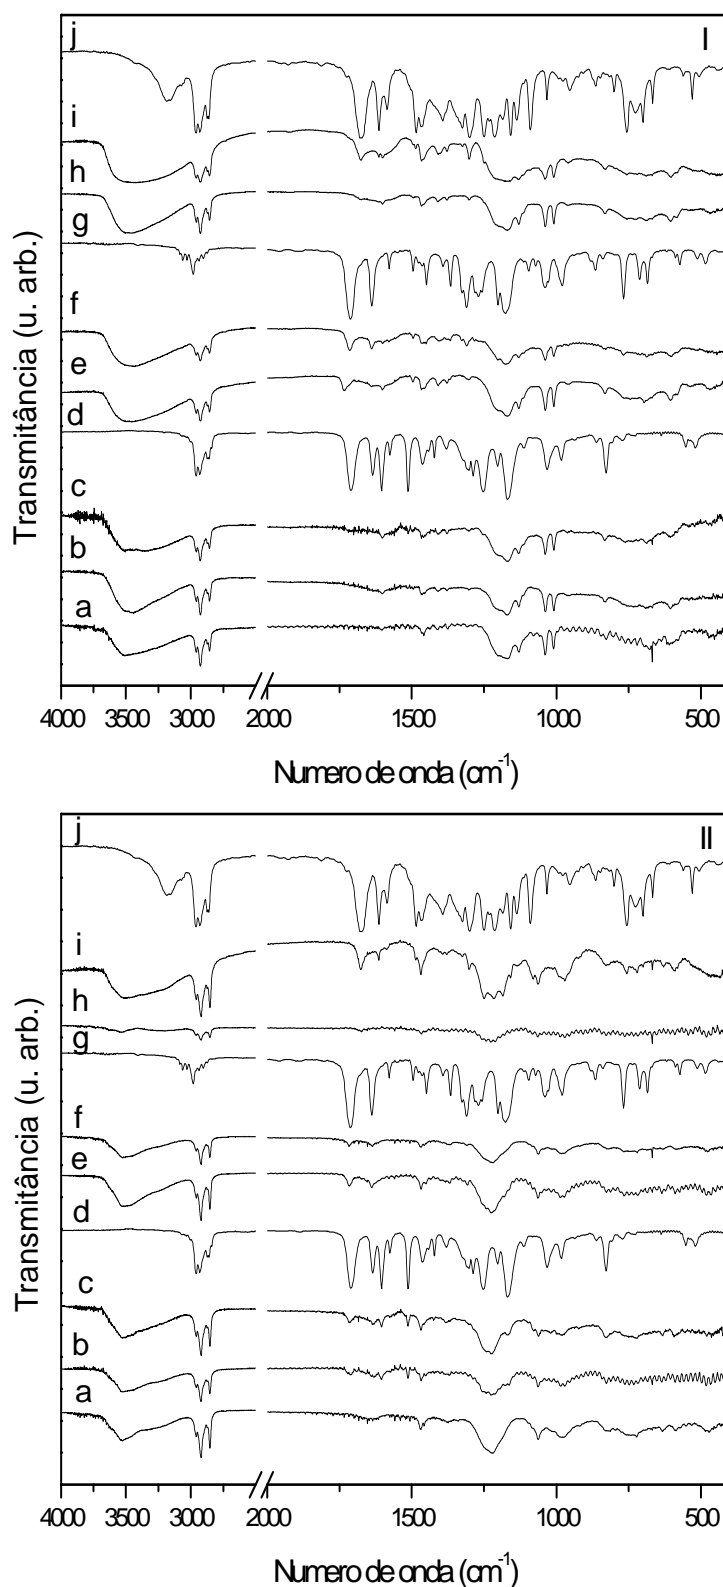 j
I
i
h
g
f
e
d
c
b
a
Transmitância (u. arb.)
4000 3500 3000 2000 1500 1000 500
Numero de onda (cm-1)
j
II
i
h
g
f
e
d
c
b
a
Transmitância (u. arb.)
4000 3500 3000 2000 1500 1000 500
Numero de onda (cm-1)